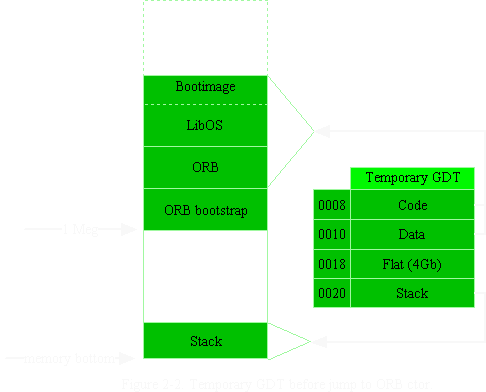 Bootimage
LibOS
ORB
ORB bootstrap
1 Meg
Stack
memory bottom
Temporary GDT
0008 Code
0010 Data
0018 Flat (4Gb)
0020 Stack
Figure 2.2: Temporary GDT before jump to ORB